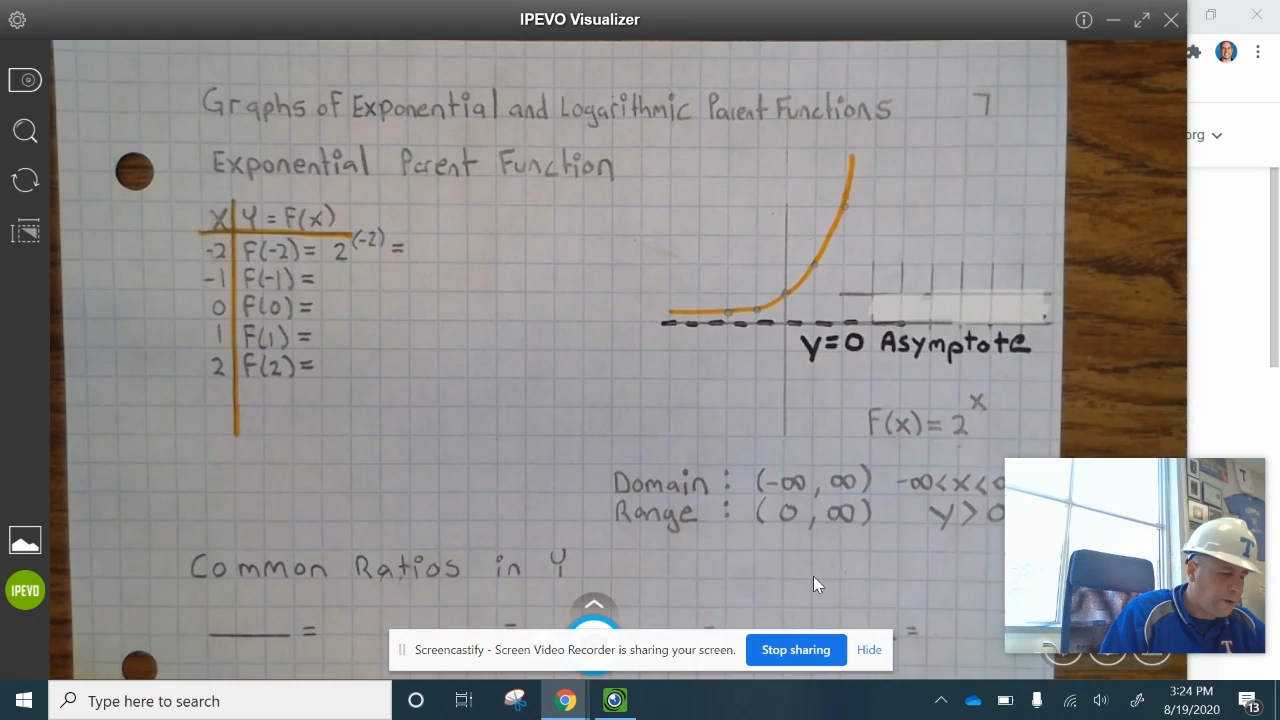 IPEVO Visualizer
Graphs of Exponential and Logarithmic Parent Functions 7
Exponential Parent Function
org
X Y = F(x)
-2 F(-2) = 2^(-2) =
-1 F(-1) =
0 F(0) =
1 F(1) =
2 F(2) =
y=0 Asymptote
F(x) = 2^x
Domain : (-∞, ∞) -∞<x<
Range : (0, ∞) y>0
Common Ratios in Y
= = = =
IPEVO
Screencastify - Screen Video Recorder is sharing your screen. Stop sharing Hide
T
T
Type here to search
3:24 PM
8/19/2020
13